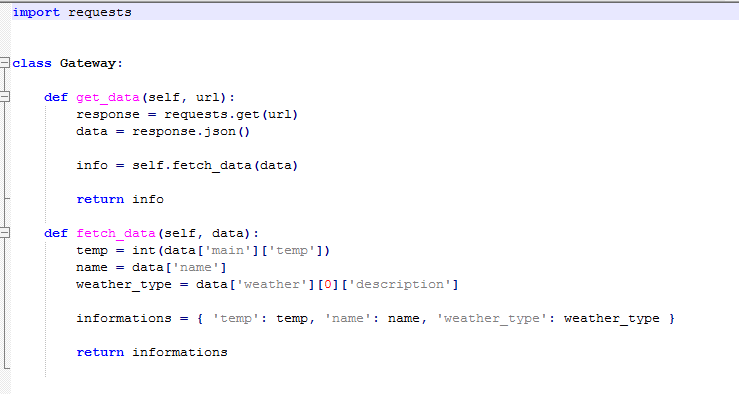 import requests
class Gateway:
def get_data(self, url):
response = requests.get(url)
data = response.json()
info = self.fetch_data(data)
return info
def fetch_data(self, data):
temp = int(data['main']['temp'])
name = data['name']
weather_type = data['weather'][0]['description']
informations = { 'temp': temp, 'name': name, 'weather_type': weather_type }
return informations